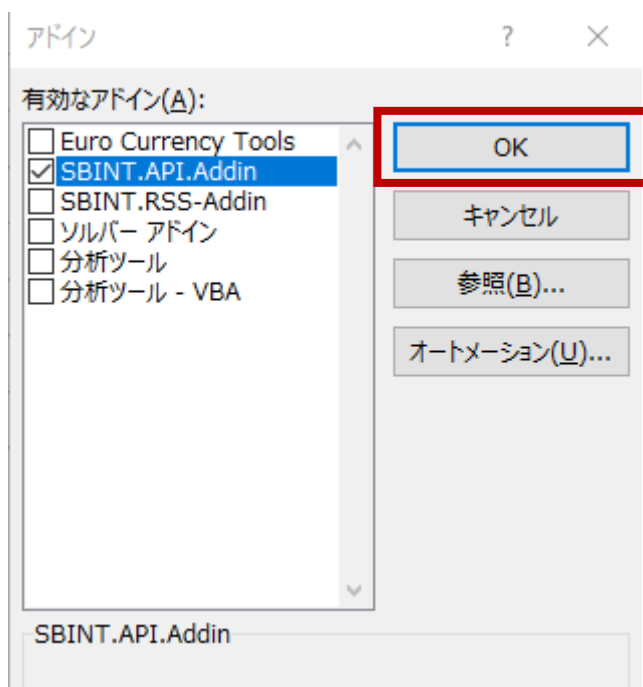 アドイン
有効なアドイン(A):
Euro Currency Tools
SBINT.API.Addin
SBINT.RSS-Addin
ソルバー アドイン
分析ツール
分析ツール - VBA
OK
キャンセル
参照(B)...
オートメーション(U)...
SBINT.API.Addin